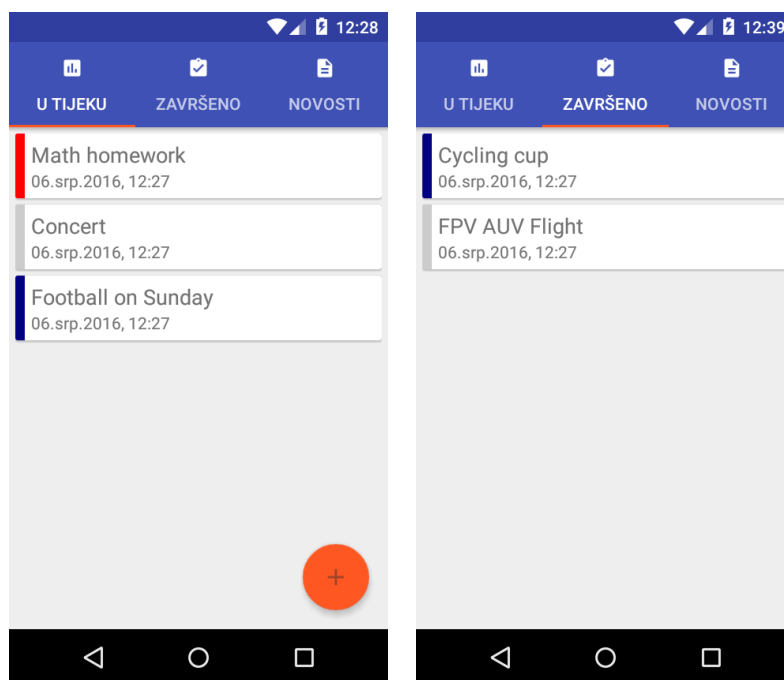 12:28
U TIJEKU ZAVRŠENO NOVOSTI
Math homework
06.srp.2016, 12:27
Concert
06.srp.2016, 12:27
Football on Sunday
06.srp.2016, 12:27
12:39
U TIJEKU ZAVRŠENO NOVOSTI
Cycling cup
06.srp.2016, 12:27
FPV AUV Flight
06.srp.2016, 12:27